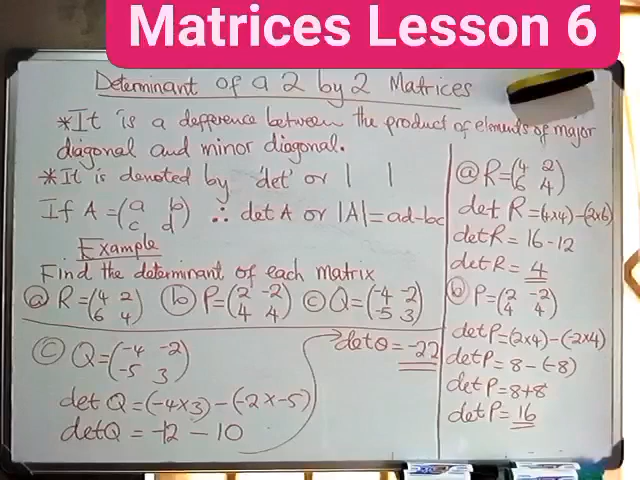 Matrices Lesson 6
Determinant of a 2 by 2 Matrices
*It is a defference between the product of elements of major
diagonal and minor diagonal.
*It is denoted by 'det' or | |
If A = (a b
c d) ∴ det A or |A| = ad-bc
Example
Find the determinant of each matrix
(a) R = (4 2
6 4) (b) P = (2 -2
4 4) (c) Q = (-4 -2
-5 3)
(c) Q = (-4 -2
-5 3)
det Q = (-4×3) - (-2×-5)
det Q = -12 - 10
det Q = -22
(a) R = (4 2
6 4)
det R = (4×4) - (2×6)
det R = 16 - 12
det R = 4
(b) P = (2 -2
4 4)
det P = (2×4) - (-2×4)
det P = 8 - (-8)
det P = 8+8
det P = 16